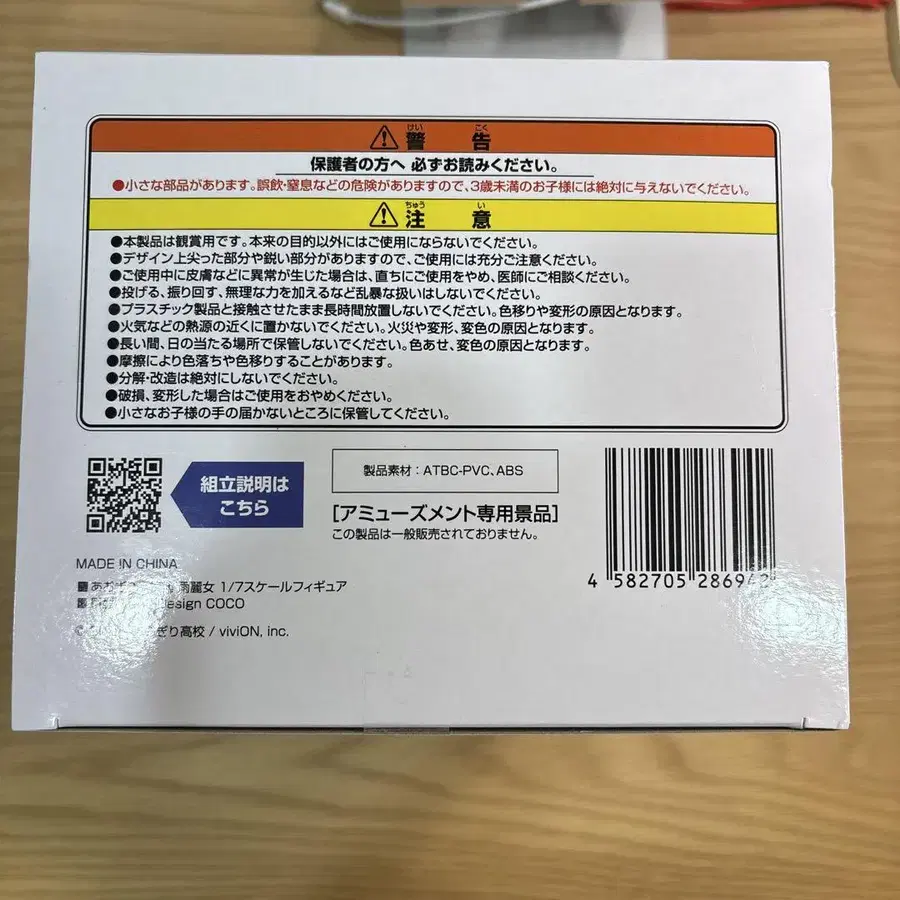 警告
けい こく
保護者の方へ 必ずお読みください。
●小さな部品があります。誤飲・窒息などの危険がありますので、3歳未満のお子様には絶対に与えないでください。
注意
ちゅう い
●本製品は観賞用です。本来の目的以外にはご使用にならないでください。
●デザイン上尖った部分や鋭い部分がありますので、ご使用には充分ご注意ください。
●ご使用中に皮膚などに異常が生じた場合は、直ちにご使用をやめ、医師にご相談ください。
●投げる、振り回す、無理な力を加えるなど乱暴な扱いはしないでください。
●プラスチック製品と接触させたまま長時間放置しないでください。色移りや変形の原因となります。
●火気などの熱源の近くに置かないでください。火災や変形、変色の原因となります。
●長い間、日の当たる場所で保管しないでください。色あせ、変色の原因となります。
●摩擦により色落ちや色移りすることがあります。
●分解・改造は絶対にしないでください。
●破損、変形した場合はご使用をおやめください。
●小さなお子様の手の届かないところに保管してください。
組立説明は
こちら
製品素材：ATBC-PVC、ABS
[アミューズメント専用景品]
この製品は一般販売されておりません。
4 582705 28694
MADE IN CHINA
麗女 1/7スケールフィギュア
esign COCO
ぎり高校 / viviON, inc.